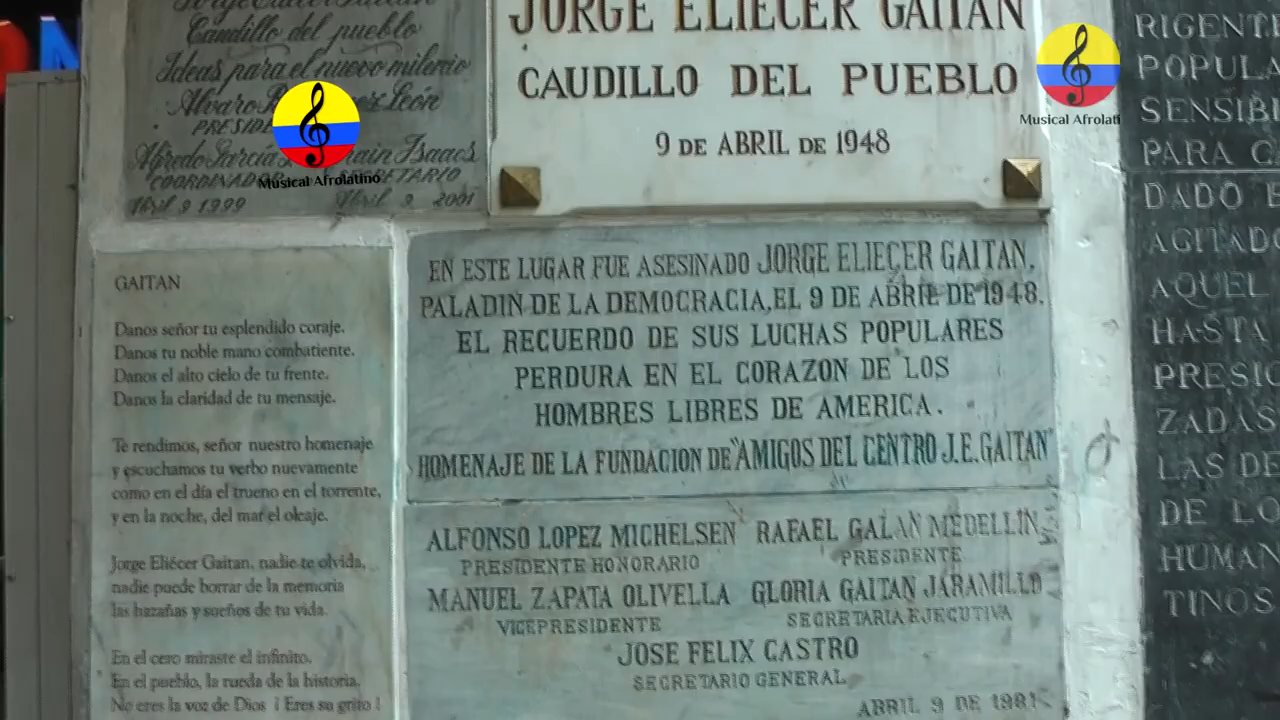 Jorge Eliécer Gaitán
Caudillo del pueblo
Ideas para el nuevo milenio
Alvaro
León
PRESIDE
Alfredo Garcia
Isaacs
COORDINADOR
SECRETARIO
Abril 9 1999
Abril 9 2001
Musical Afrolatino
JORGE ELIECER GAITAN
CAUDILLO DEL PUEBLO
9 DE ABRIL DE 1948
Musical Afrolati
GAITAN
Danos señor tu esplendido coraje.
Danos tu noble mano combatiente.
Danos el alto cielo de tu frente.
Danos la claridad de tu mensaje.
Te rendimos, señor nuestro homenaje
y escuchamos tu verbo nuevamente
como en el día el trueno en el torrente,
y en la noche, del mar el oleaje.
Jorge Eliécer Gaitan, nadie te olvida,
nadie puede borrar de la memoria
las hazañas y sueños de tu vida.
En el cero miraste el infinito.
En el pueblo, la rueda de la historia.
No eres la voz de Dios ¡ Eres su grito !
EN ESTE LUGAR FUE ASESINADO JORGE ELIECER GAITAN,
PALADIN DE LA DEMOCRACIA, EL 9 DE ABRIL DE 1948.
EL RECUERDO DE SUS LUCHAS POPULARES
PERDURA EN EL CORAZON DE LOS
HOMBRES LIBRES DE AMERICA.
HOMENAJE DE LA FUNDACION DE "AMIGOS DEL CENTRO J.E. GAITAN"
ALFONSO LOPEZ MICHELSEN RAFAEL GALAN MEDELLIN
PRESIDENTE HONORARIO PRESIDENTE
MANUEL ZAPATA OLIVELLA GLORIA GAITAN JARAMILLO
VICEPRESIDENTE SECRETARIA EJECUTIVA
JOSE FELIX CASTRO
SECRETARIO GENERAL
ABRIL 9 DE 1981
RIGENTE
POPULA
SENSIB
PARA C
DADO E
AGITADO
AQUEL
HASTA
PRESIC
ZADAS
LAS DE
DE LO
HUMAN
TINOS